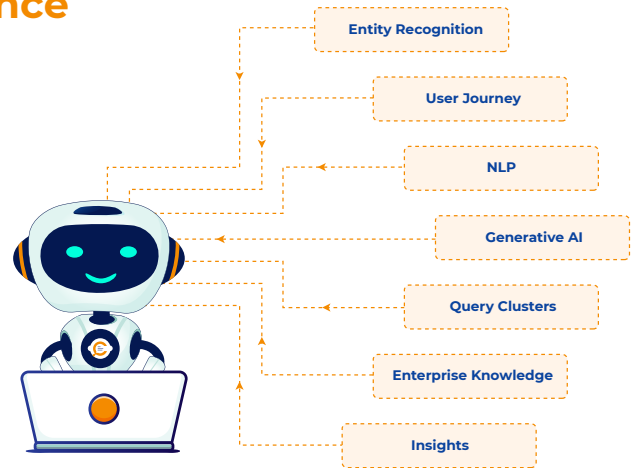 nce
Entity Recognition
User Journey
NLP
Generative AI
Query Clusters
Enterprise Knowledge
Insights